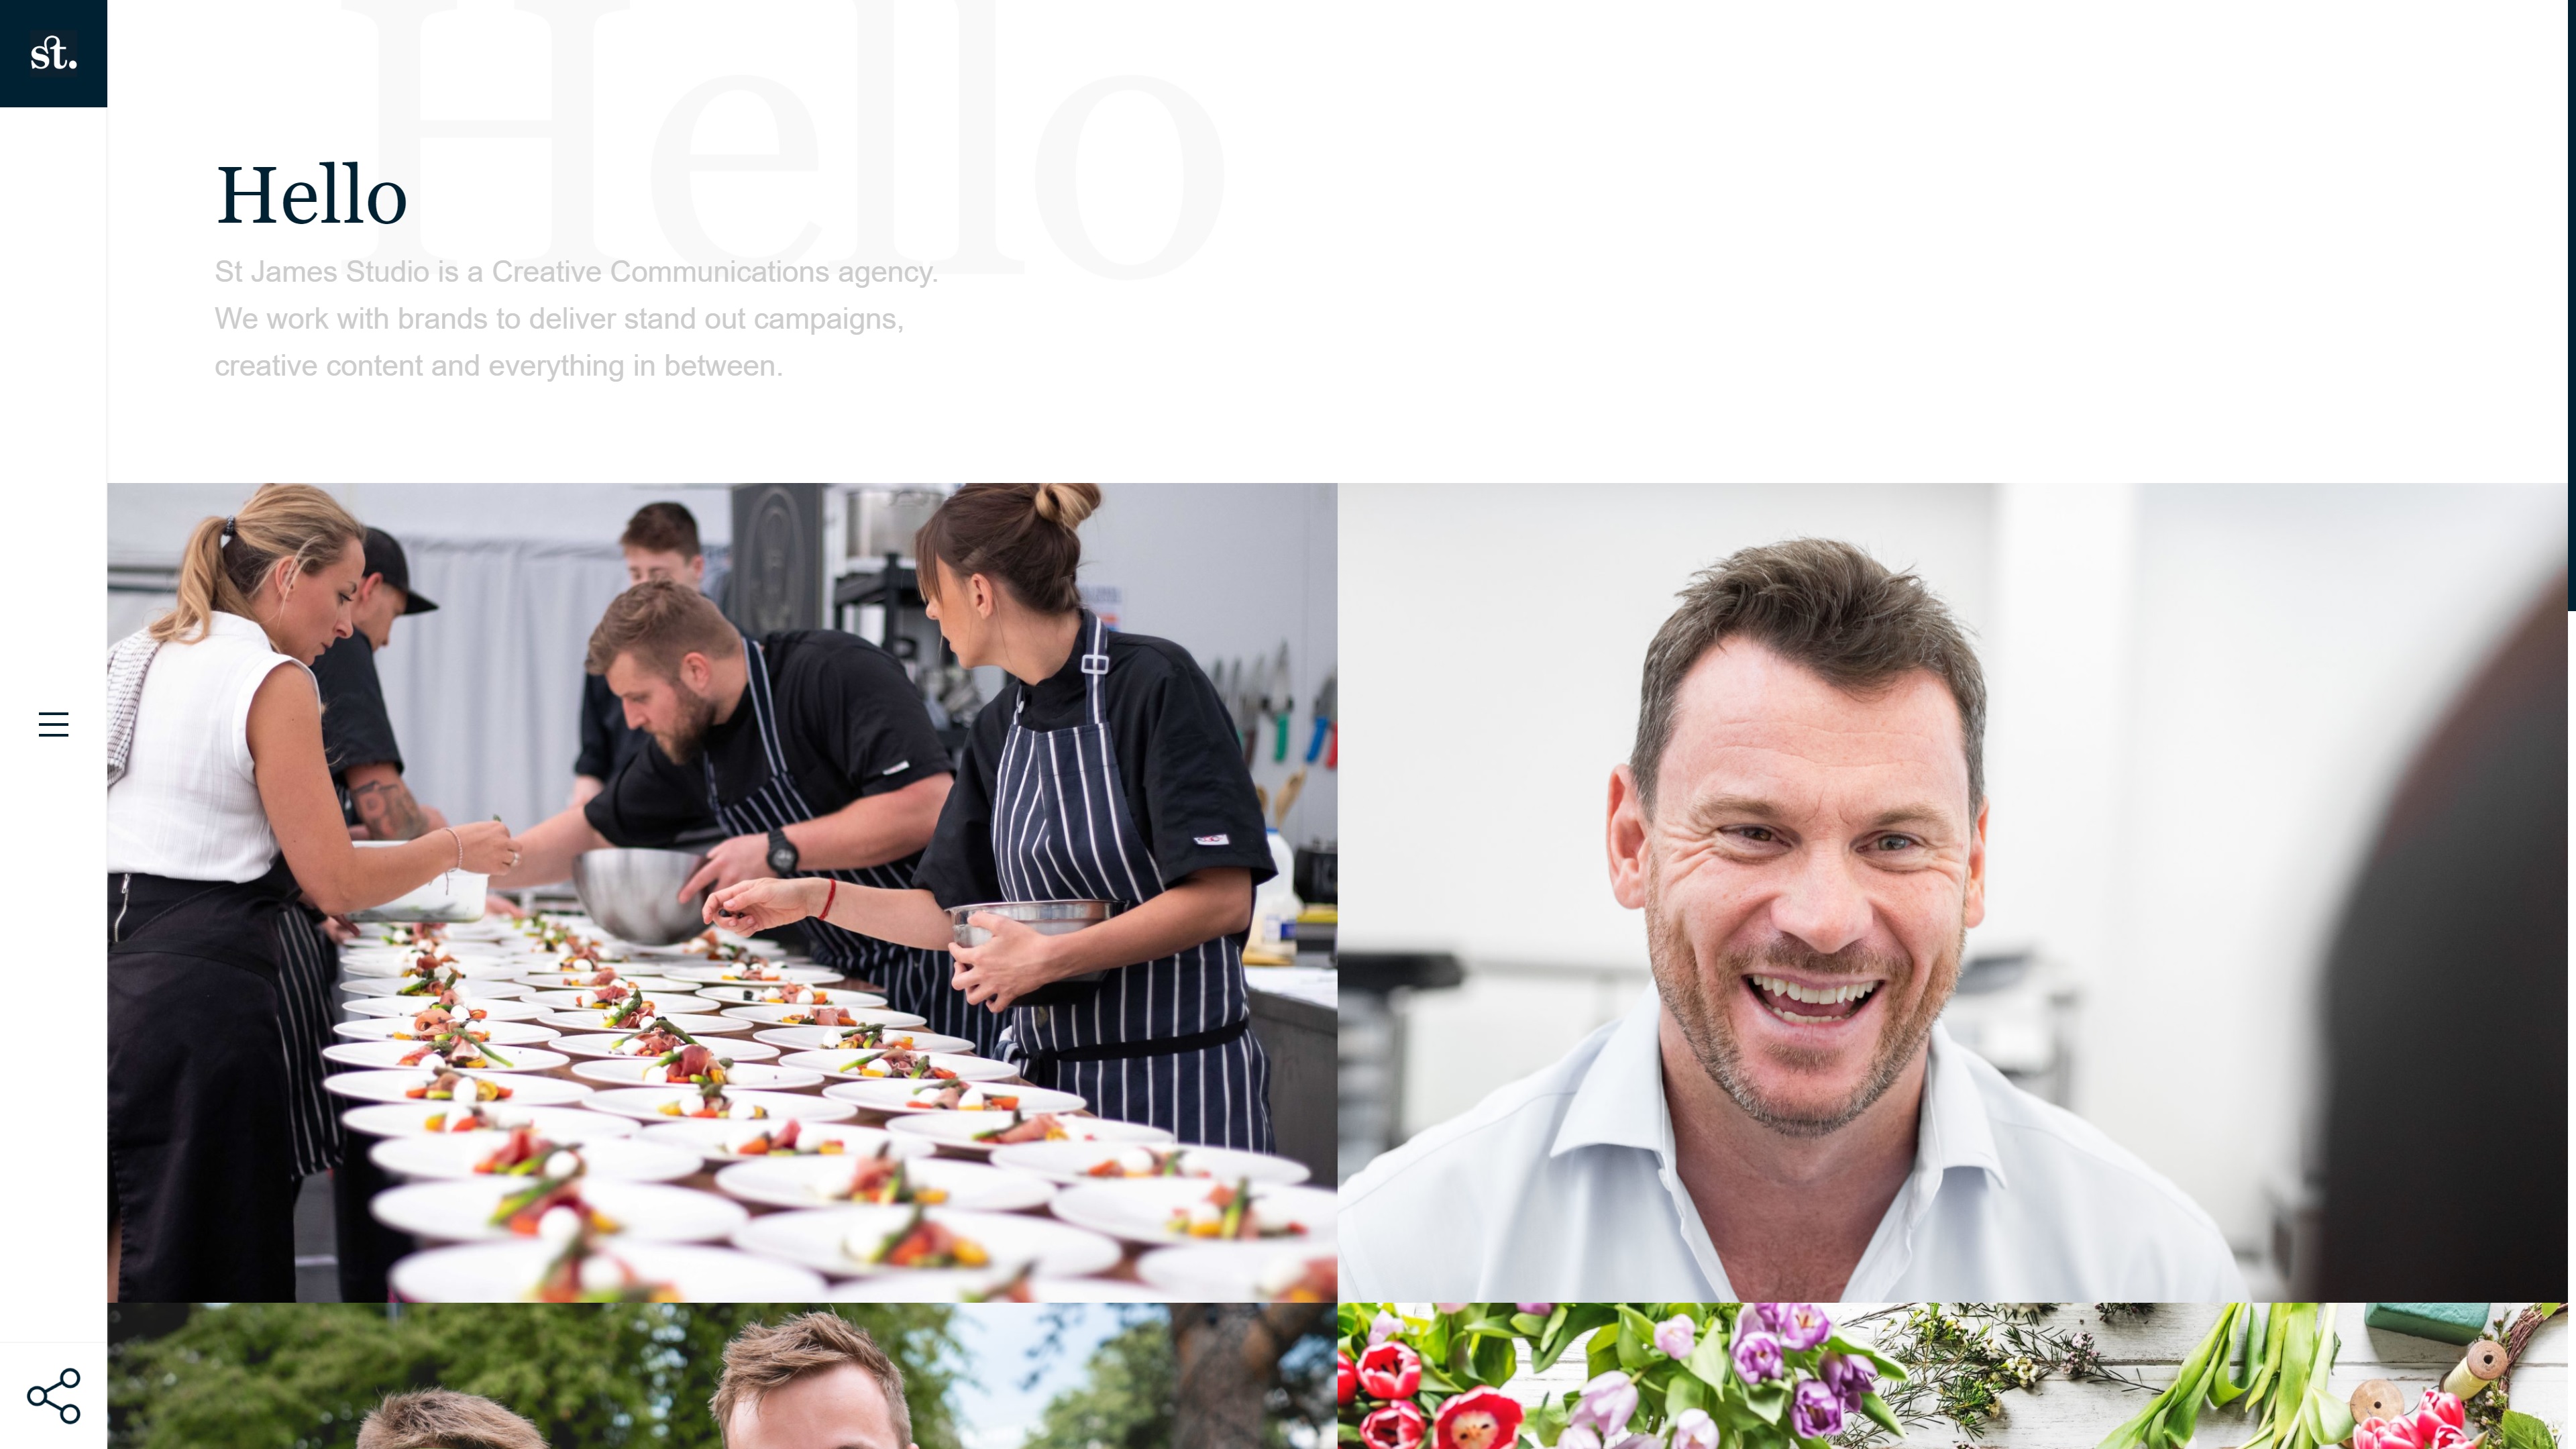 st.
Hello
Hello
St James Studio is a Creative Communications agency.
We work with brands to deliver stand out campaigns,
creative content and everything in between.